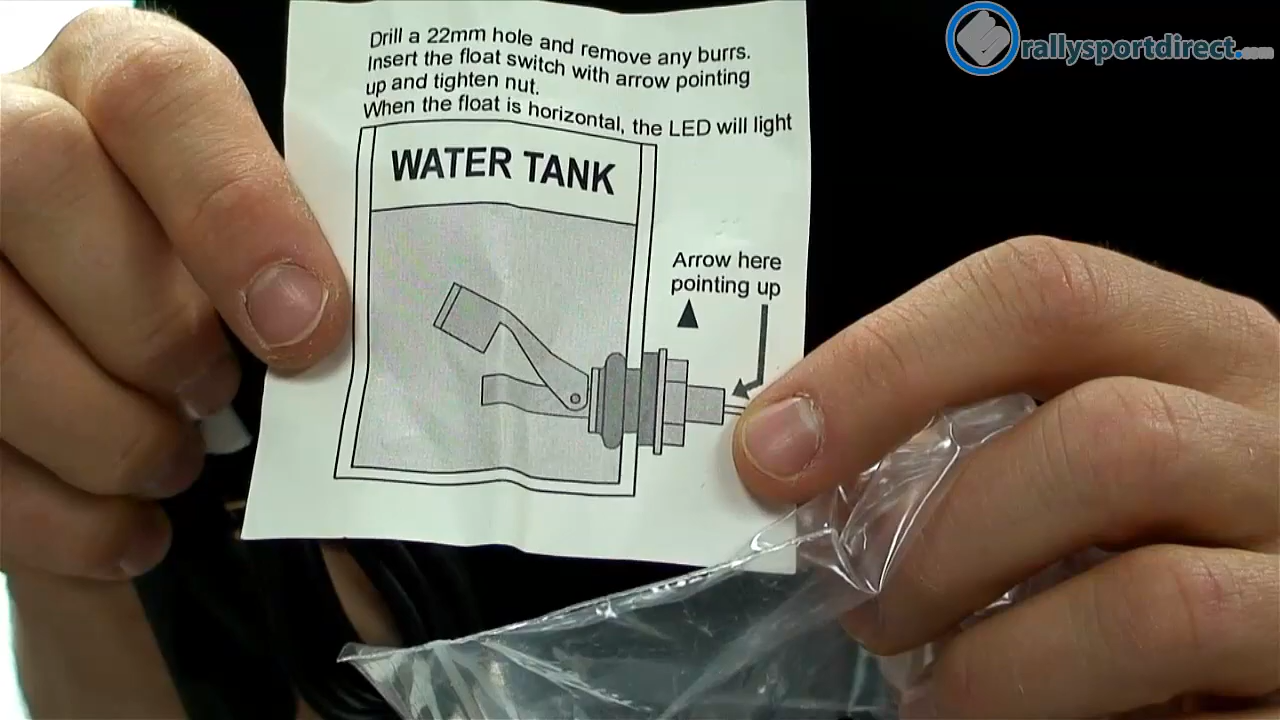 rallysportdirect.com
Drill a 22mm hole and remove any burrs.
Insert the float switch with arrow pointing
up and tighten nut.
When the float is horizontal, the LED will light
WATER TANK
Arrow here
pointing up